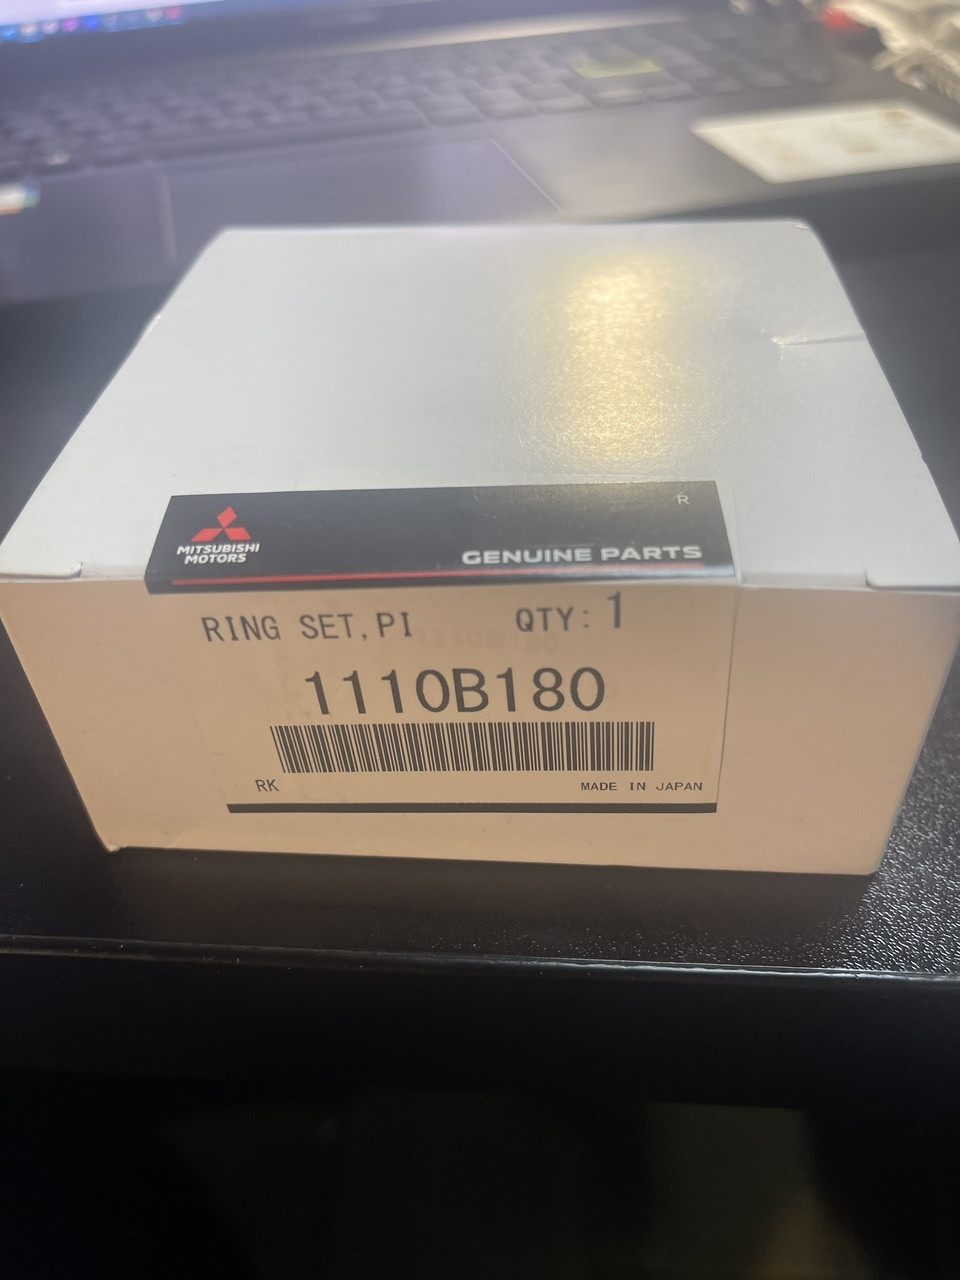 R
MITSUBISHI
MOTORS
GENUINE PARTS
RING SET,PI QTY: 1
1110B180
RK MADE IN JAPAN